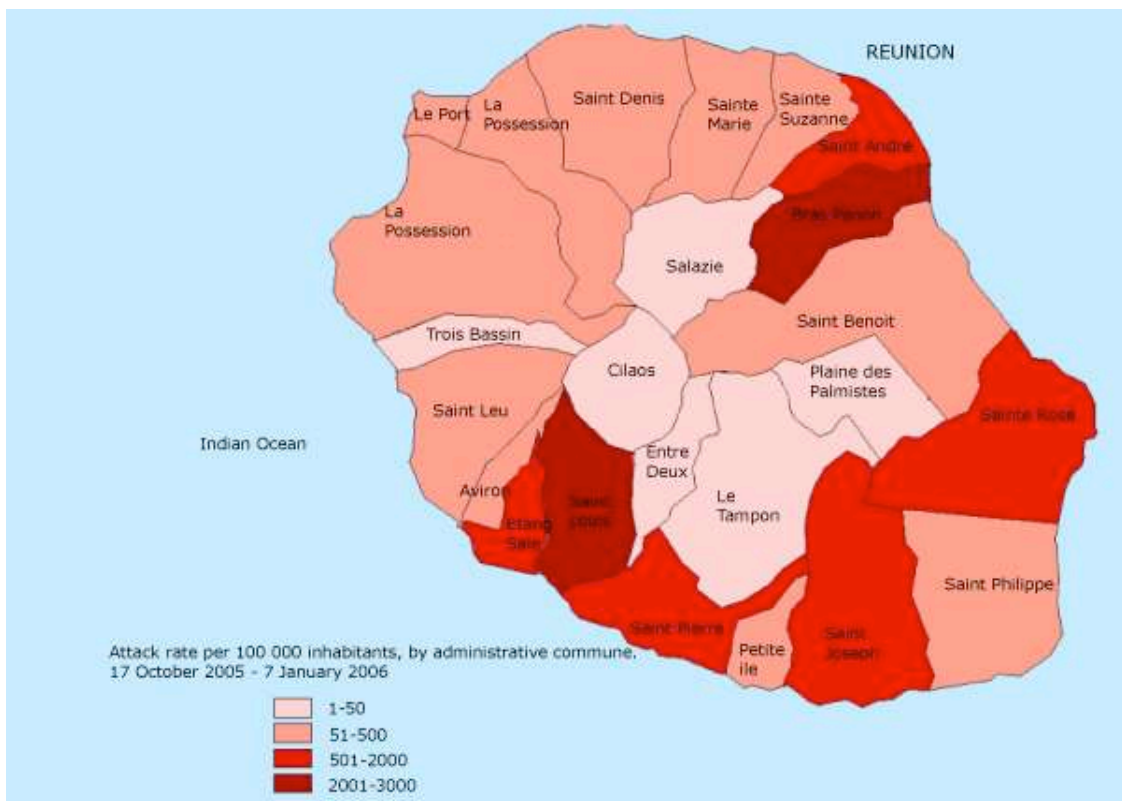 REUNION
Saint Denis
La
Possession
Le Port
Sainte
Marie
Sainte
Suzanne
Saint André
Bras Panon
La
Possession
Salazie
Trois Bassin
Saint Benoit
Cilaos
Plaine des
Palmistes
Saint Leu
Sainte Rose
Indian Ocean
Entre
Deux
Aviron
Le
Tampon
Saint
Louis
Etang
Sale
Saint Philippe
Saint Pierre
Saint
Joseph
Petite
ile
Attack rate per 100 000 inhabitants, by administrative commune.
17 October 2005 - 7 January 2006
1-50
51-500
501-2000
2001-3000